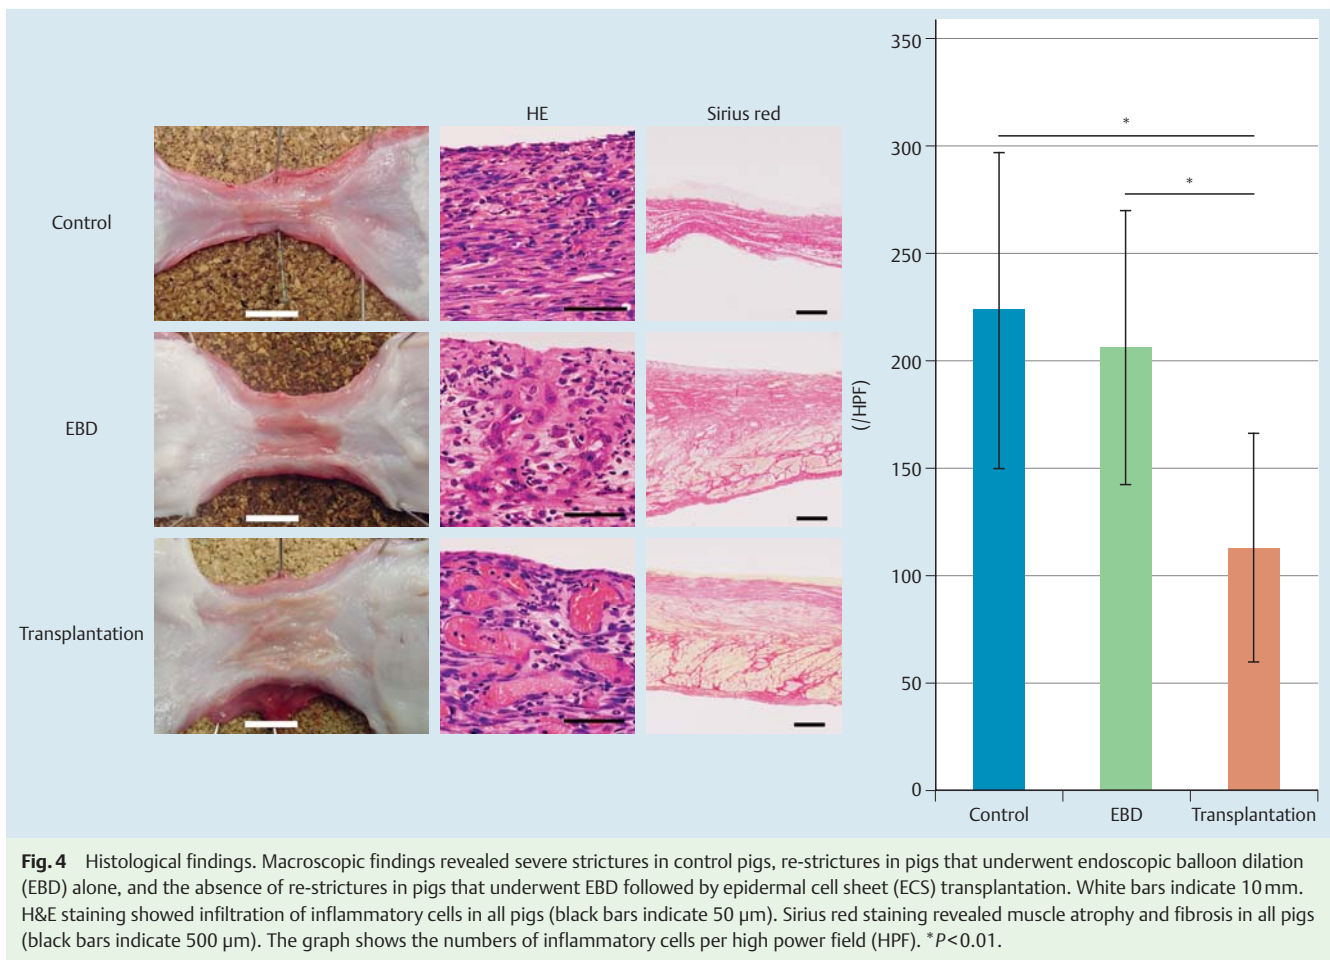 HE
Sirius red
Control
EBD
Transplantation
350
300
250
200
150
100
50
0
(/HPF)
*
*
Control
EBD
Transplantation
Fig. 4 Histological findings. Macroscopic findings revealed severe strictures in control pigs, re-strictures in pigs that underwent endoscopic balloon dilation
(EBD) alone, and the absence of re-strictures in pigs that underwent EBD followed by epidermal cell sheet (ECS) transplantation. White bars indicate 10 mm.
H&E staining showed infiltration of inflammatory cells in all pigs (black bars indicate 50 µm). Sirius red staining revealed muscle atrophy and fibrosis in all pigs
(black bars indicate 500 µm). The graph shows the numbers of inflammatory cells per high power field (HPF). *P<0.01.